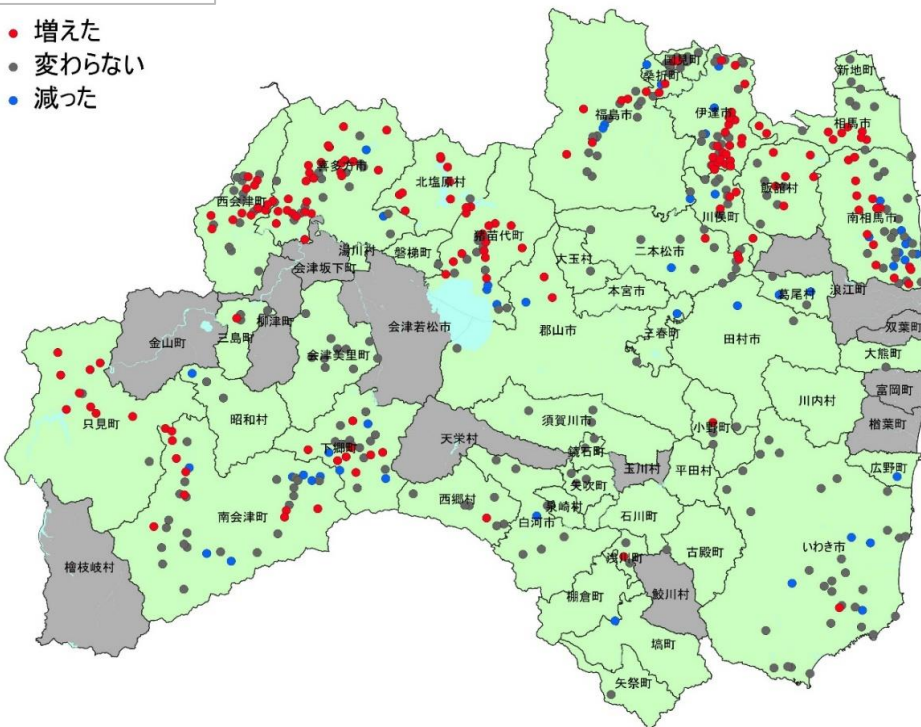 増えた
変わらない
減った
国見町
桑折町
新地町
福島市
伊達市
相馬市
喜多方市
北塩原村
飯舘村
西会津町
川俣町
南相馬市
猪苗代町
湯川村
磐梯町
大玉村
二本松市
会津坂下町
本宮市
葛尾村
浪江町
柳津町
会津若松市
双葉町
金山町
三島町
郡山市
三春町
田村市
会津美里町
大熊町
富岡町
川内村
昭和村
只見町
須賀川市
小野町
楢葉町
下郷町
天栄村
鏡石町
玉川村
平田村
広野町
矢吹町
西郷村
泉崎村
南会津町
白河市
石川町
いわき市
古殿町
浅川町
檜枝岐村
棚倉町
鮫川村
塙町
矢祭町